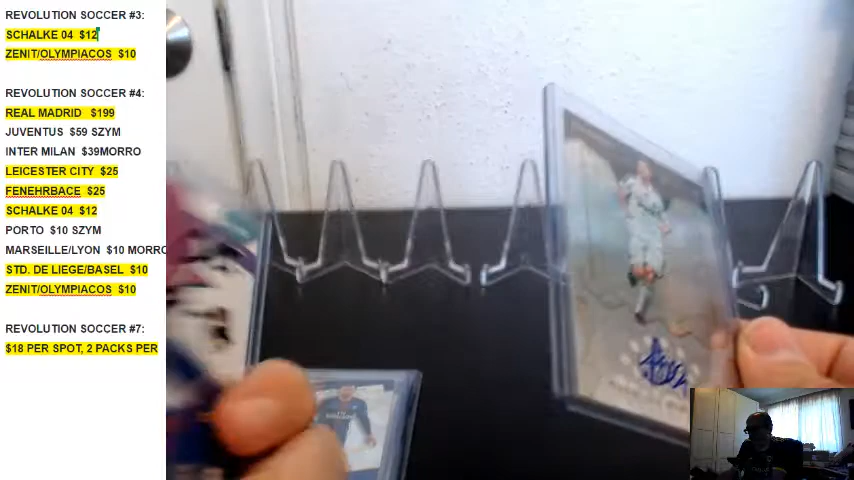 REVOLUTION SOCCER #3:
SCHALKE 04 $12
ZENIT/OLYMPIACOS $10
REVOLUTION SOCCER #4:
REAL MADRID $199
JUVENTUS $59 SZYM
INTER MILAN $39MORRO
LEICESTER CITY $25
FENEHRBACE $25
SCHALKE 04 $12
PORTO $10 SZYM
MARSEILLE/LYON $10 MORRO
STD. DE LIEGE/BASEL $10
ZENIT/OLYMPIACOS $10
REVOLUTION SOCCER #7:
$18 PER SPOT, 2 PACKS PER